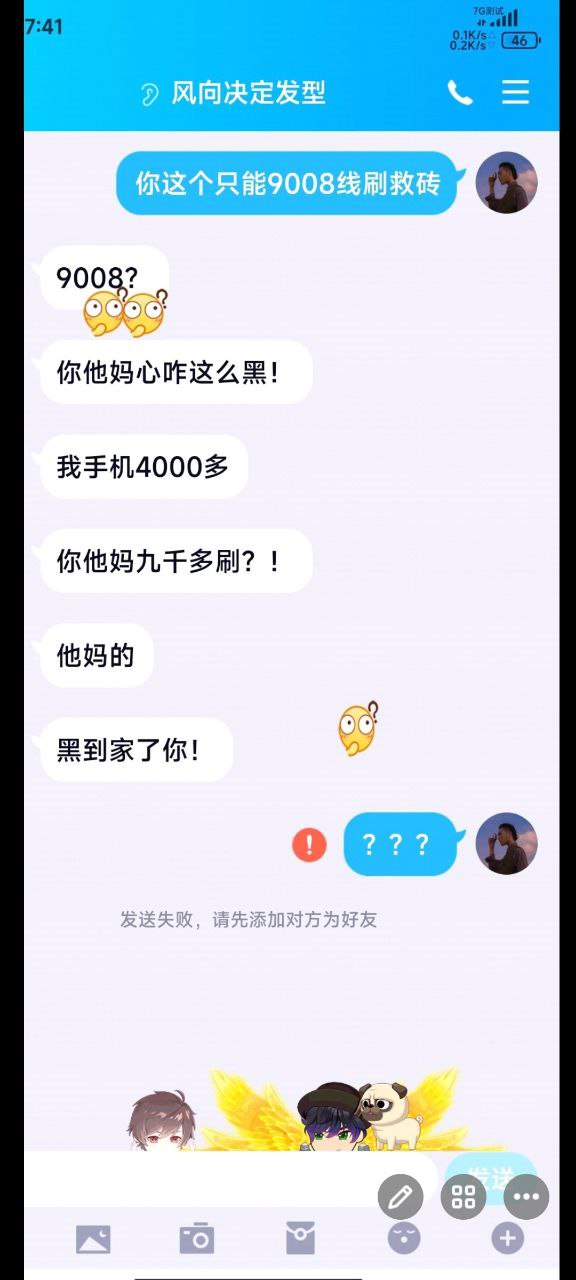 7:41
7G测试
0.1K/s
0.2K/s
46
风向决定发型
你这个只能9008线刷救砖
9008?
你他妈心咋这么黑！
我手机4000多
你他妈九千多刷？！
他妈的
黑到家了你！
？？？
发送失败，请先添加对方为好友
发送